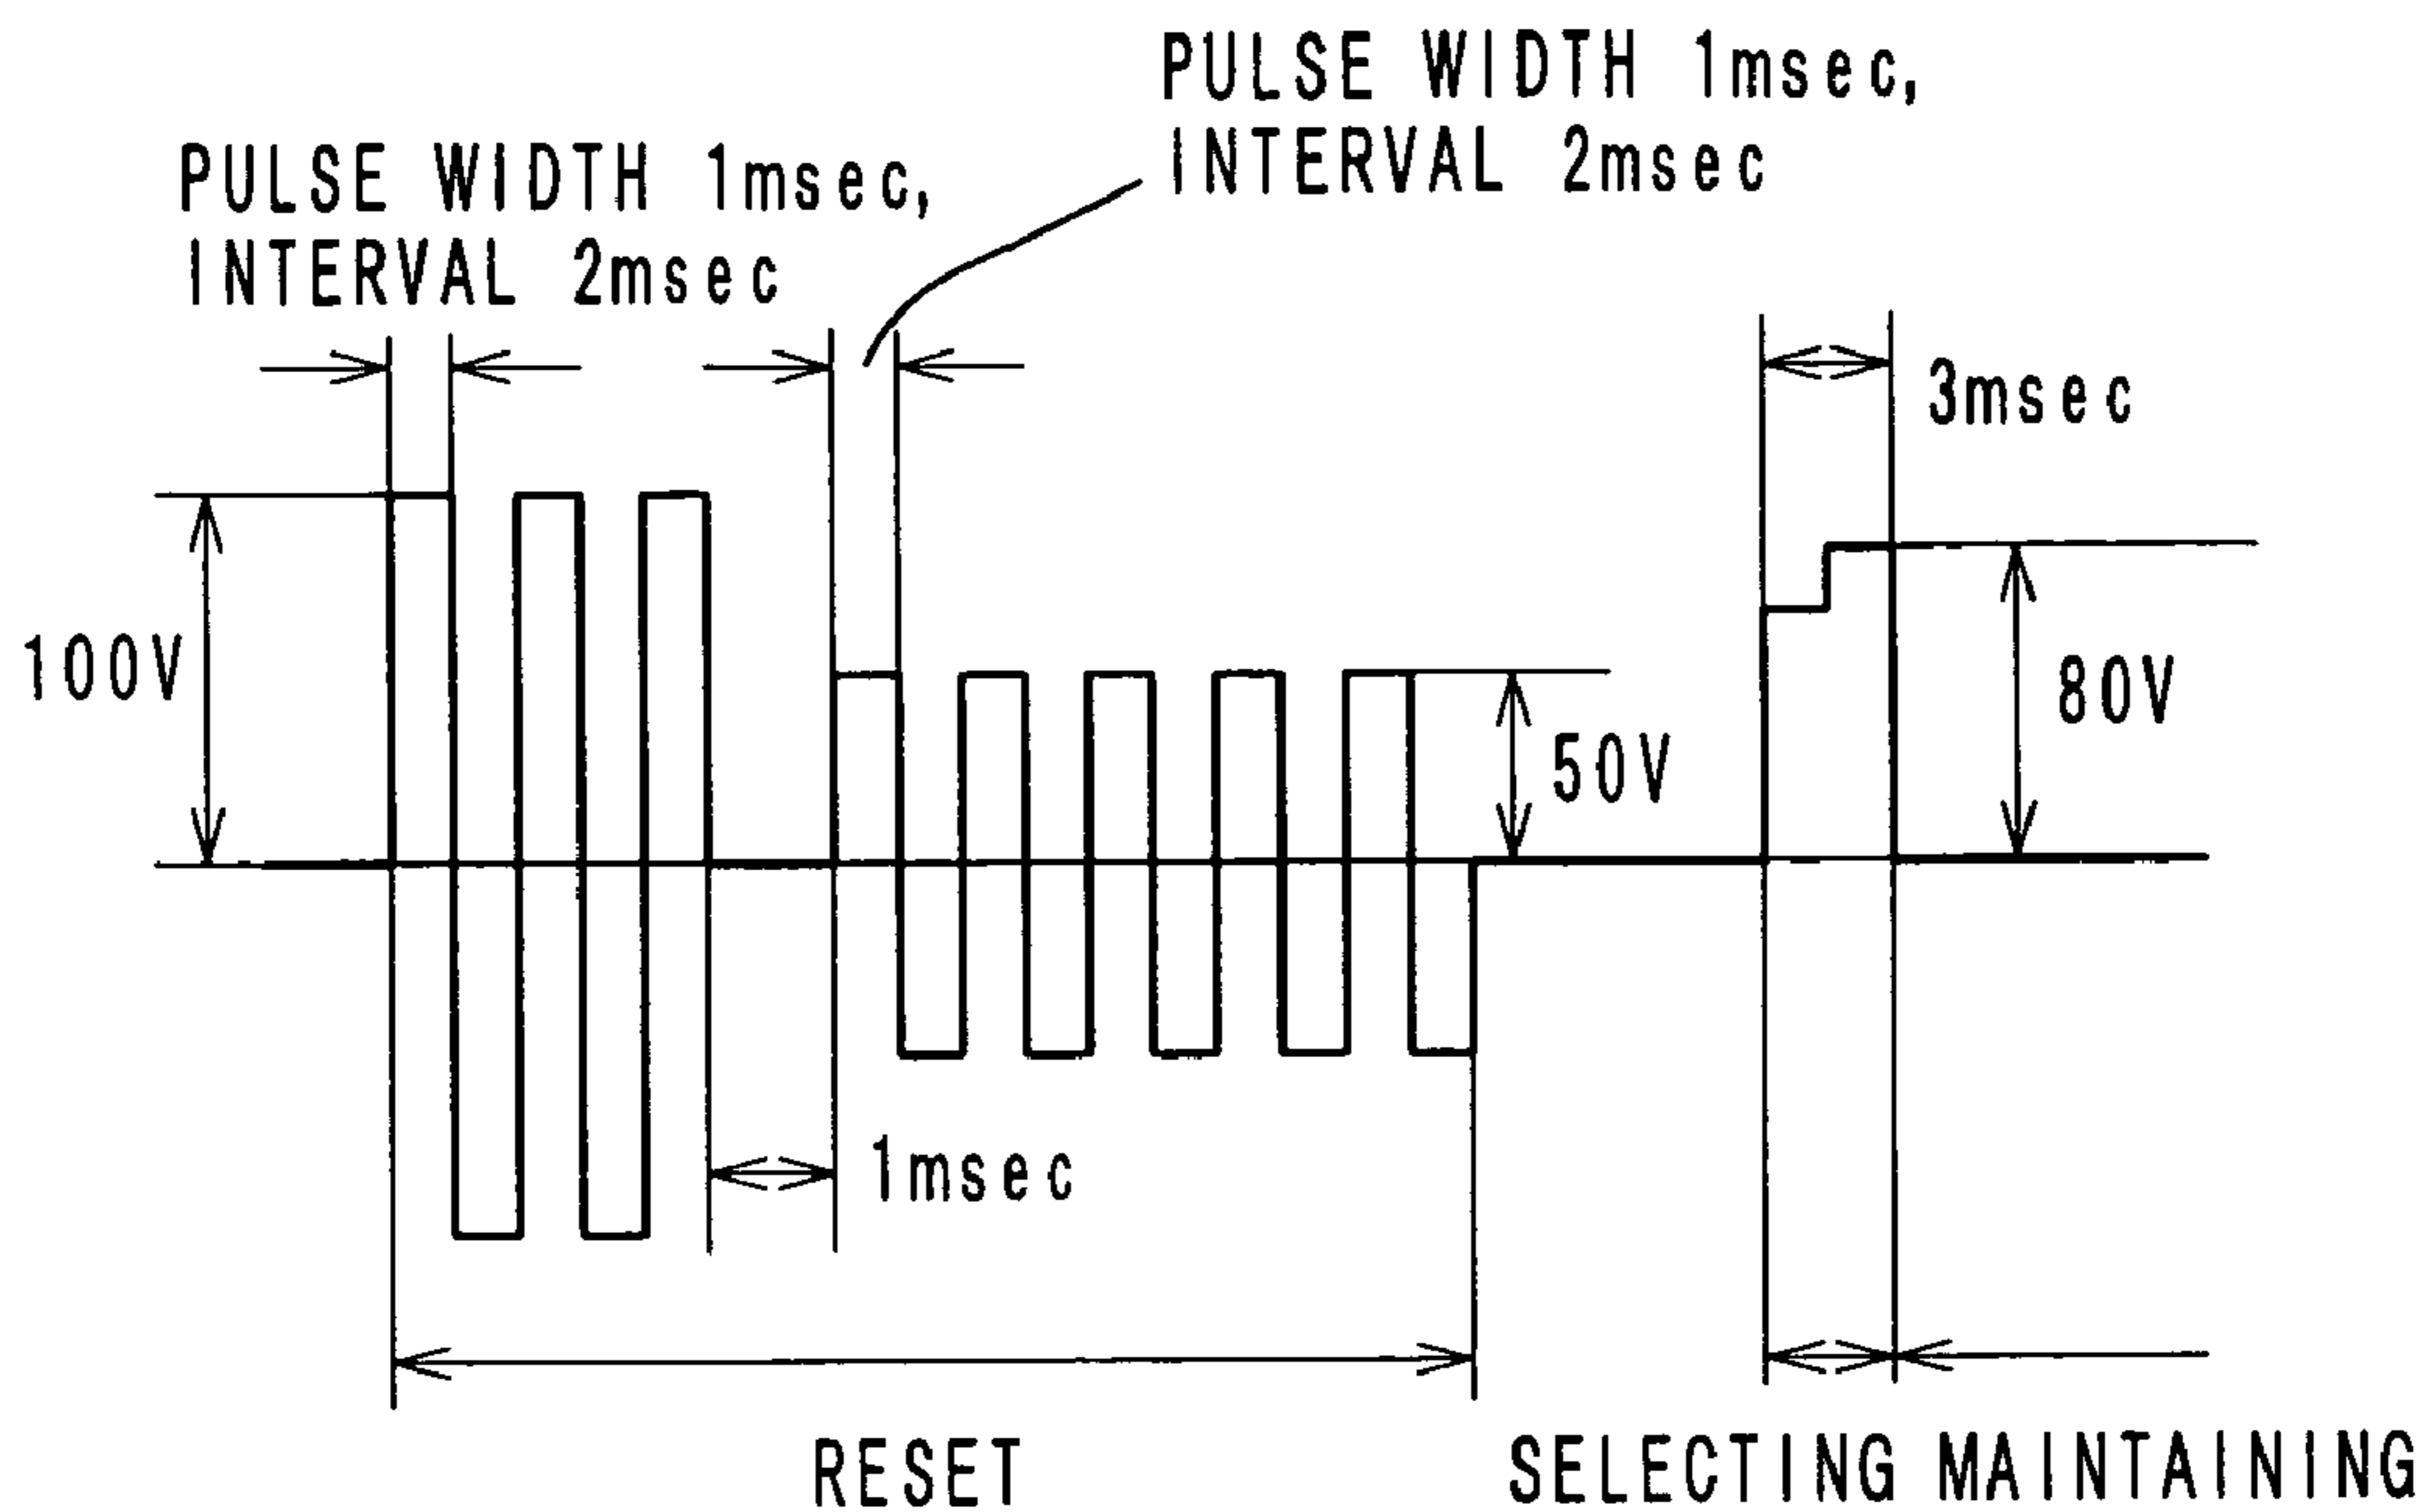 PULSE WIDTH 1msec,
INTERVAL 2msec
PULSE WIDTH 1msec,
INTERVAL 2msec
3msec
100V
50V
80V
1msec
RESET
SELECTING MAINTAINING